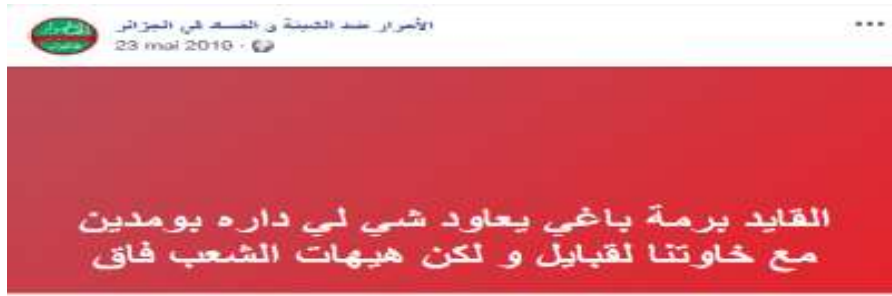 الأحرار ضد الشيتة و الفساد في الجزائر
23 mai 2019
القايد برمة باغي يعاود شي لي داره بومدين
مع خاوتنا لقبايل و لكن هيهات الشعب فاق